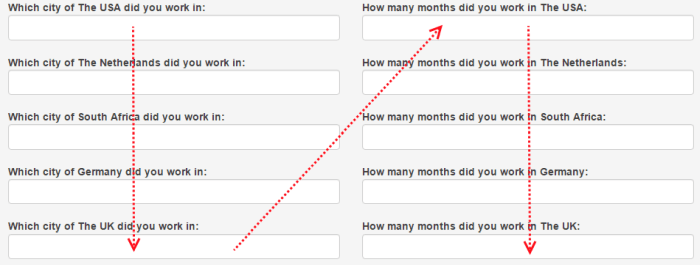 Which city of The USA did you work in:
Which city of The Netherlands did you work in:
Which city of South Africa did you work in:
Which city of Germany did you work in:
Which city of The UK did you work in:
How many months did you work in The USA:
How many months did you work in The Netherlands:
How many months did you work in South Africa:
How many months did you work in Germany:
How many months did you work in The UK: